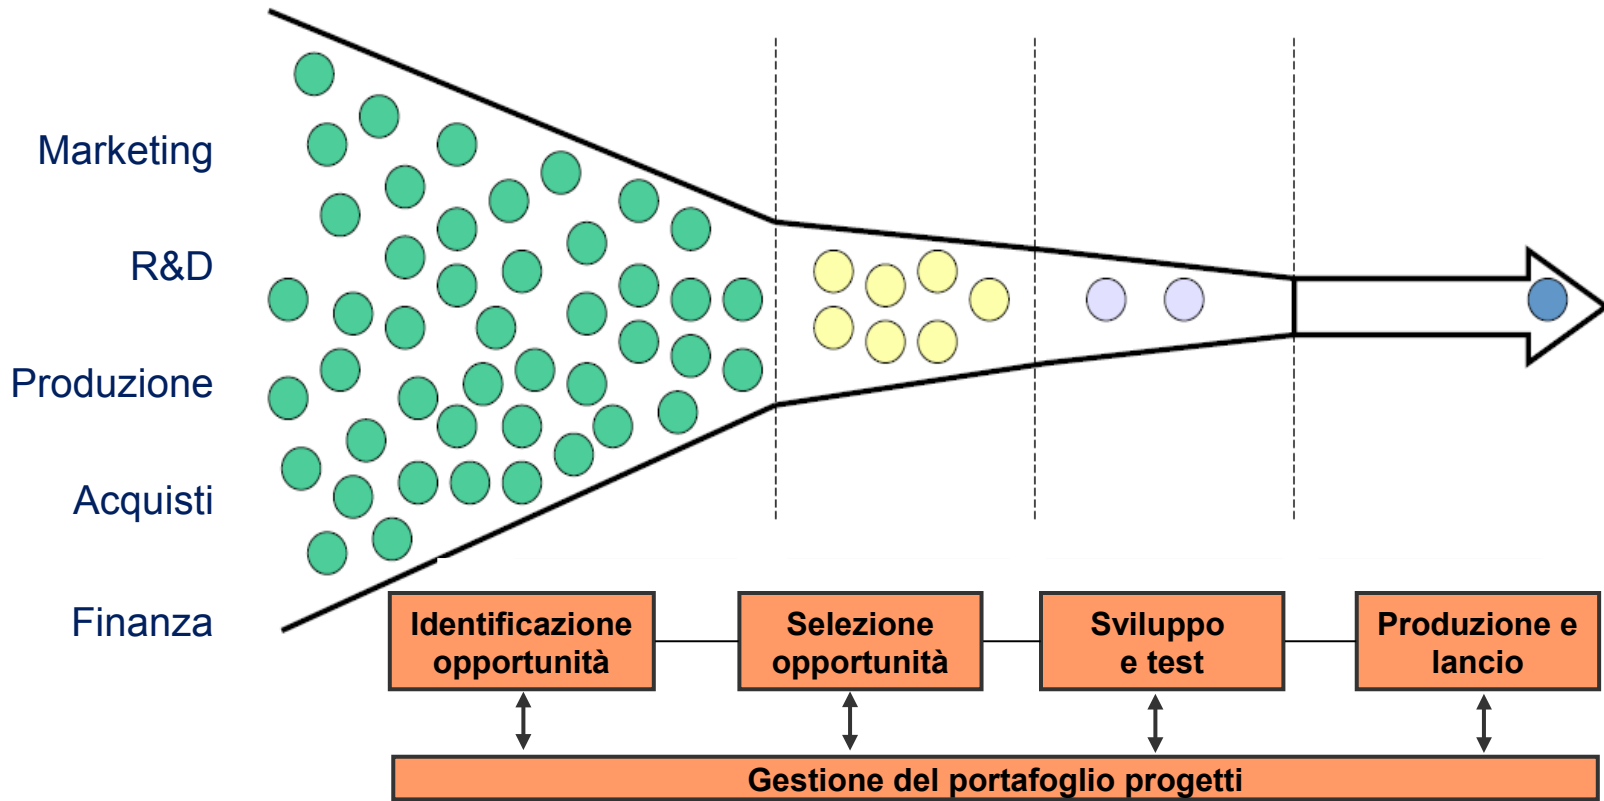 Marketing
R&D
Produzione
Acquisti
Finanza
Identificazione
opportunità
Selezione
opportunità
Sviluppo
e test
Produzione e
lancio
Gestione del portafoglio progetti